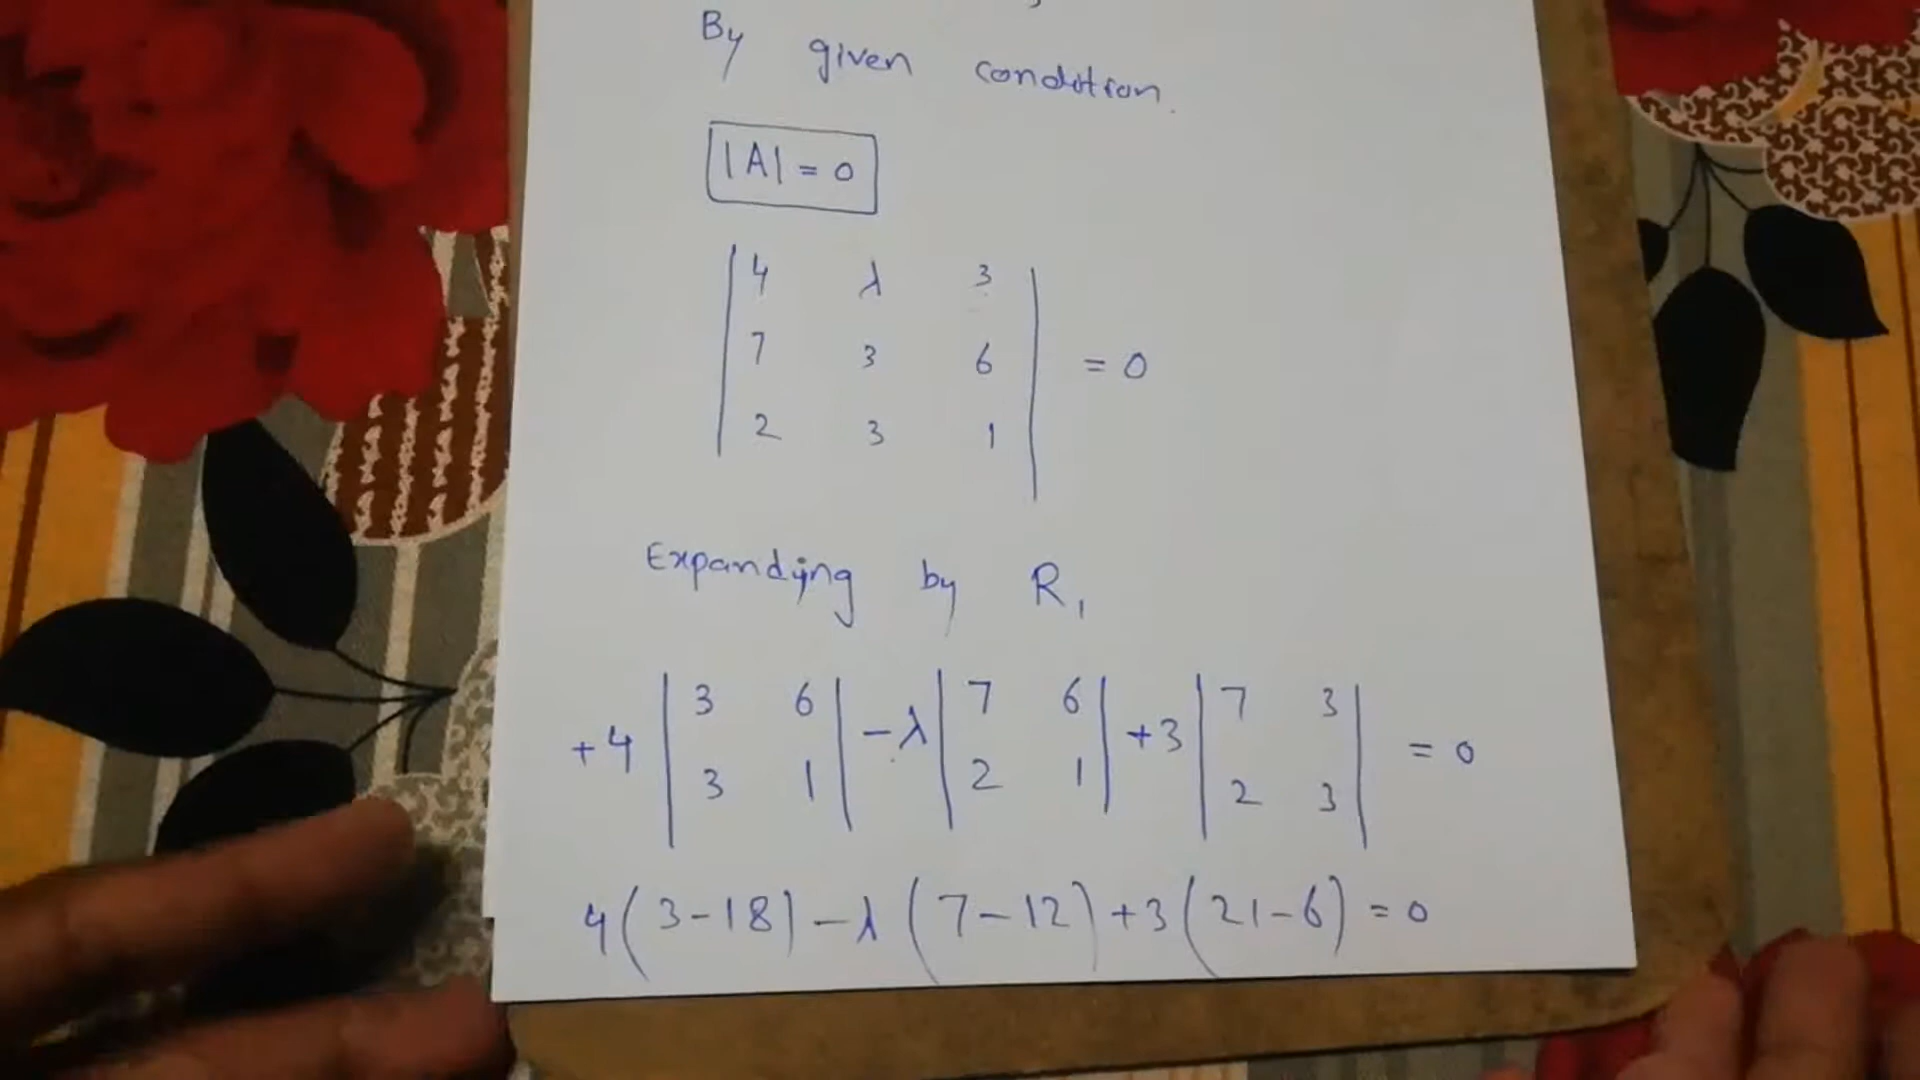 By given condition.
|A| = 0
| 4 λ 3 |
| 7 3 6 | = 0
| 2 3 1 |
Expanding by R₁
+4 | 3 6 | -λ | 7 6 | +3 | 7 3 | = 0
| 3 1 | | 2 1 | | 2 3 |
4(3-18)-λ(7-12)+3(21-6) = 0